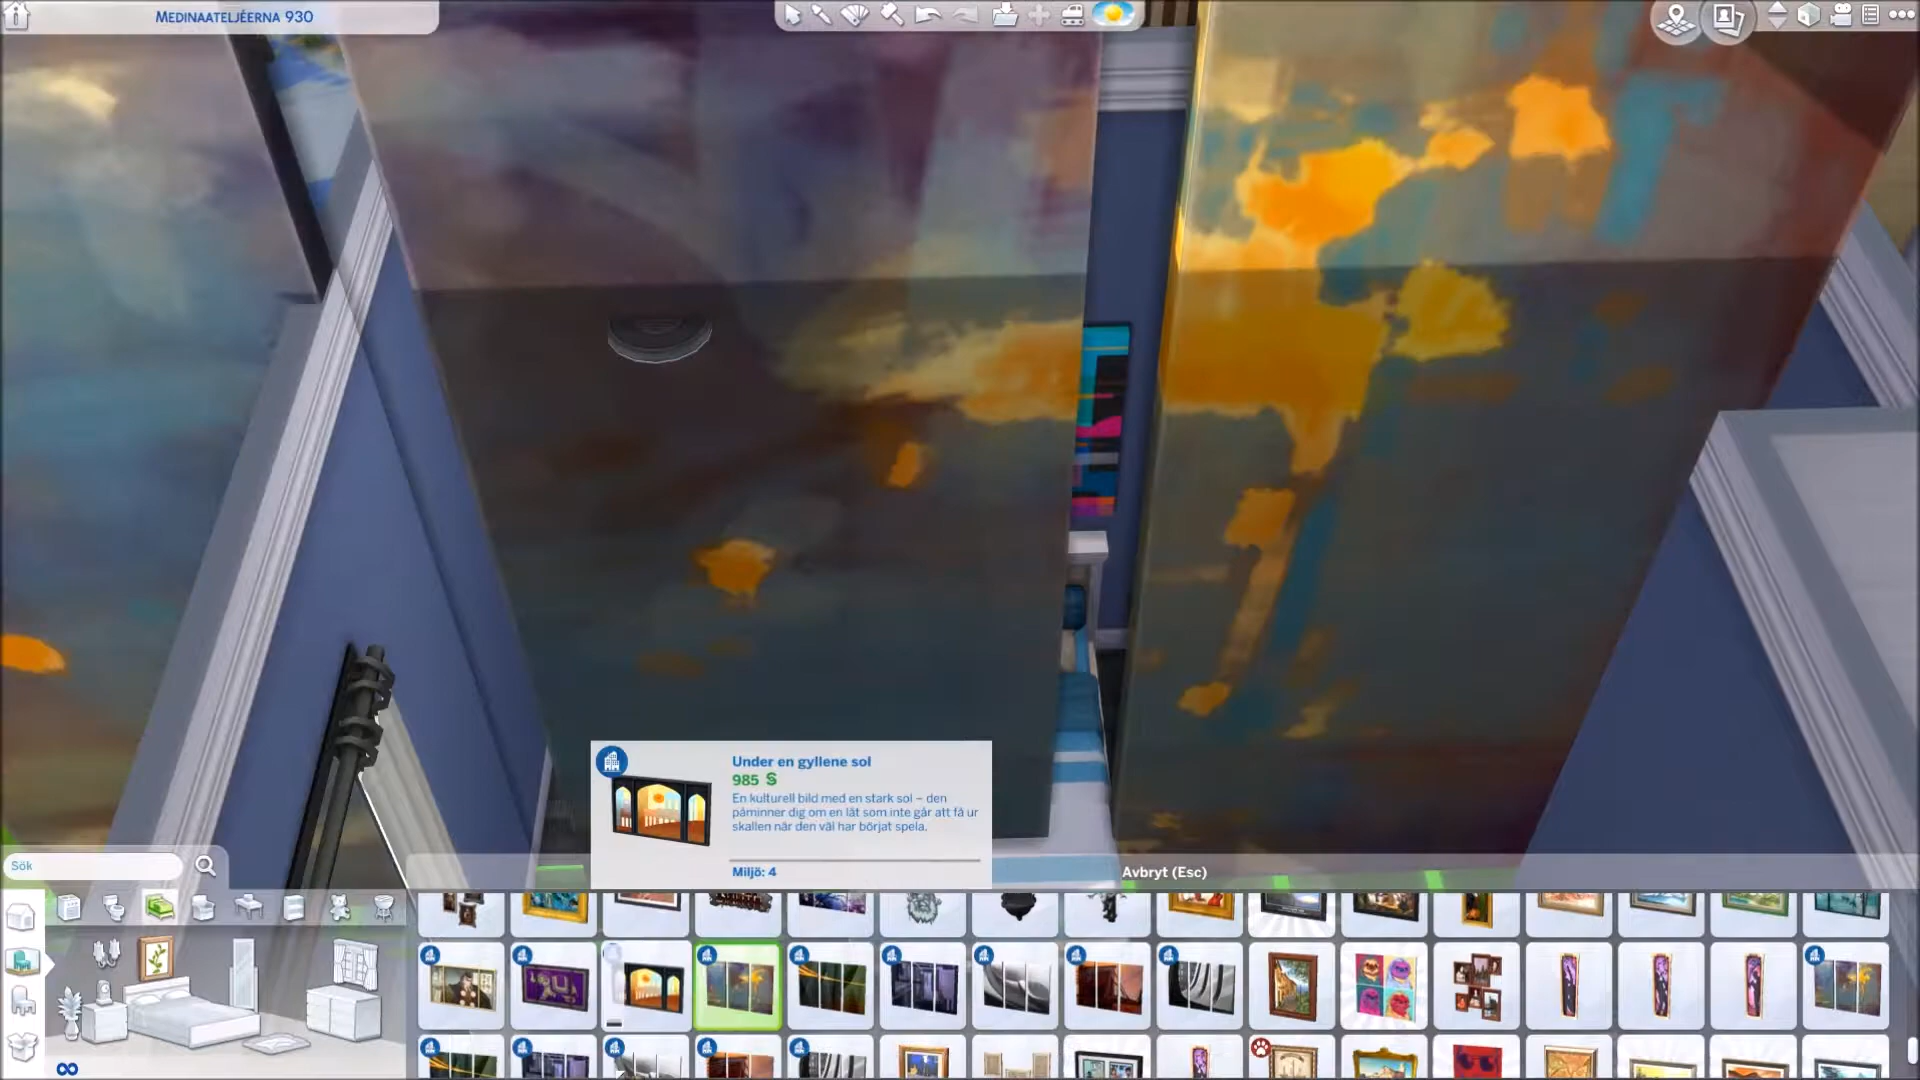 MEDINAATELJÉERNA 930
Under en gyllene sol
985 §
En kulturell bild med en stark sol – den
påminner dig om en låt som inte går att få ur
skallen när den väl har börjat spela.
Miljö: 4
Avbryt (Esc)
Sök